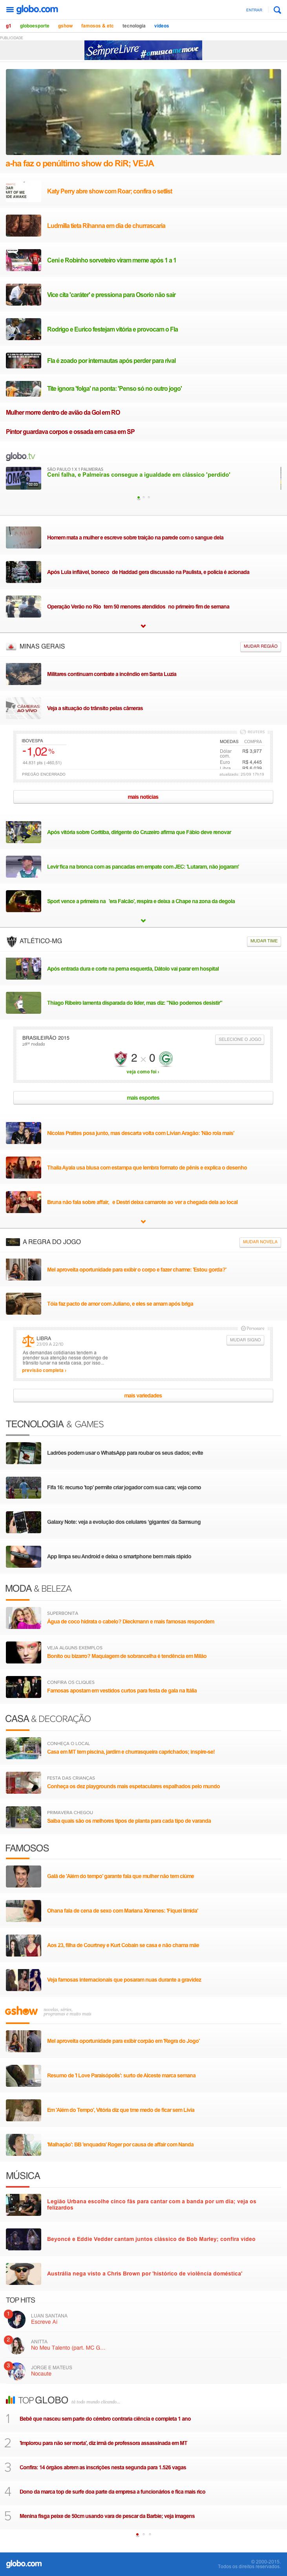 globo.com
ENTRAR
g1 globoesporte gshow famosos & etc tecnologia vídeos
PUBLICIDADE
SEMPRE LIVRE #aMUSICAmeMOVE
a-ha faz o penúltimo show do RiR; VEJA
Katy Perry abre show com Roar; confira o setlist
Ludmilla tieta Rihanna em dia de churrascaria
Ceni e Robinho sorveteiro viram meme após 1 a 1
Vice cita 'caráter' e pressiona para Osorio não sair
Rodrigo e Eurico festejam vitória e provocam o Fla
Fla é zoado por internautas após perder para rival
Tite ignora 'folga' na ponta: 'Penso só no outro jogo'
Mulher morre dentro de avião da Gol em RO
Pintor guardava corpos e ossada em casa em SP
globo.tv
SÃO PAULO 1 X 1 PALMEIRAS
Ceni falha, e Palmeiras consegue a igualdade em clássico 'perdido'
Homem mata a mulher e escreve sobre traição na parede com o sangue dela
Após Lula inflável, boneco de Haddad gera discussão na Paulista, e polícia é acionada
Operação Verão no Rio tem 50 menores atendidos no primeiro fim de semana
MINAS GERAIS
MUDAR REGIÃO
Militares continuam combate a incêndio em Santa Luzia
CÂMERAS AO VIVO
Veja a situação do trânsito pelas câmeras
IBOVESPA
-1,02 %
PREGÃO ENCERRADO
MOEDAS COMPRA
Dólar com. R$ 3,977
Euro R$ 4,445
mais notícias
Após vitória sobre Coritiba, dirigente do Cruzeiro afirma que Fábio deve renovar
Levir fica na bronca com as pancadas em empate com JEC: 'Lutaram, não jogaram'
Sport vence a primeira na 'era Falcão', respira e deixa a Chape na zona da degola
ATLÉTICO-MG
MUDAR TIME
Após entrada dura e corte na perna esquerda, Dátolo vai parar em hospital
Thiago Ribeiro lamenta disparada do líder, mas diz: "Não podemos desistir"
BRASILEIRÃO 2015
SELECIONE O JOGO
2 x 0
veja como foi ›
mais esportes
Nicolas Prattes posa junto, mas descarta volta com Livian Aragão: 'Não rola mais'
Thaila Ayala usa blusa com estampa que lembra formato de pênis e explica o desenho
Bruna não fala sobre affair, e Destri deixa camarote ao ver a chegada dela ao local
A REGRA DO JOGO
MUDAR NOVELA
Mel aproveita oportunidade para exibir o corpo e fazer charme: 'Estou gorda?'
Tóia faz pacto de amor com Juliano, e eles se amam após briga
LIBRA
23/09 a 22/10
MUDAR SIGNO
As demandas cotidianas tendem a
prender sua atenção nesse domingo de
trânsito lunar na sexta casa, por isso...
previsão completa ›
mais variedades
TECNOLOGIA & GAMES
Ladrões podem usar o WhatsApp para roubar os seus dados; evite
Fifa 16: recurso 'top' permite criar jogador com sua cara; veja como
Galaxy Note: veja a evolução dos celulares 'gigantes' da Samsung
App limpa seu Android e deixa o smartphone bem mais rápido
MODA & BELEZA
SUPERBONITA
Água de coco hidrata o cabelo? Dieckmann e mais famosas respondem
VEJA ALGUNS EXEMPLOS
Bonito ou bizarro? Maquiagem de sobrancelha é tendência em Milão
CONFIRA OS CLIQUES
Famosas apostam em vestidos curtos para festa de gala na Itália
CASA & DECORAÇÃO
CONHEÇA O LOCAL
Casa em MT tem piscina, jardim e churrasqueira caprichados; inspire-se!
FESTA DAS CRIANÇAS
Conheça os dez playgrounds mais espetaculares espalhados pelo mundo
PRIMAVERA CHEGOU
Saiba quais são os melhores tipos de planta para cada tipo de varanda
FAMOSOS
Galã de 'Além do tempo' garante fala que mulher não tem ciúme
Ohana fala de cena de sexo com Mariana Ximenes: 'Fiquei tímida'
Aos 23, filha de Courtney e Kurt Cobain se casa e não chama mãe
Veja famosas internacionais que posaram nuas durante a gravidez
gshow
Mel aproveita oportunidade para exibir corpão em 'Regra do Jogo'
Resumo de 'I Love Paraisópolis': surto de Alceste marca semana
Em 'Além do Tempo', Vitória diz que tme medo de ficar sem Lívia
'Malhação': BB 'enquadra' Roger por causa de affair com Nanda
MÚSICA
Legião Urbana escolhe cinco fãs para cantar com a banda por um dia; veja os
felizardos
Beyoncé e Eddie Vedder cantam juntos clássico de Bob Marley; confira vídeo
Austrália nega visto a Chris Brown por 'histórico de violência doméstica'
TOP HITS
1 LUAN SANTANA
Escreve Aí
2 ANITTA
No Meu Talento (part. MC G...
3 JORGE E MATEUS
Nocaute
TOP GLOBO
1 Bebê que nasceu sem parte do cérebro contraria ciência e completa 1 ano
2 'Implorou para não ser morta', diz irmã de professora assassinada em MT
3 Confira: 14 órgãos abrem as inscrições nesta segunda para 1.526 vagas
4 Dono da marca top de surfe doa parte da empresa a funcionários e fica mais rico
5 Menina fisga peixe de 50cm usando vara de pescar da Barbie; veja imagens
globo.com
© 2000-2015
Todos os direitos reservados